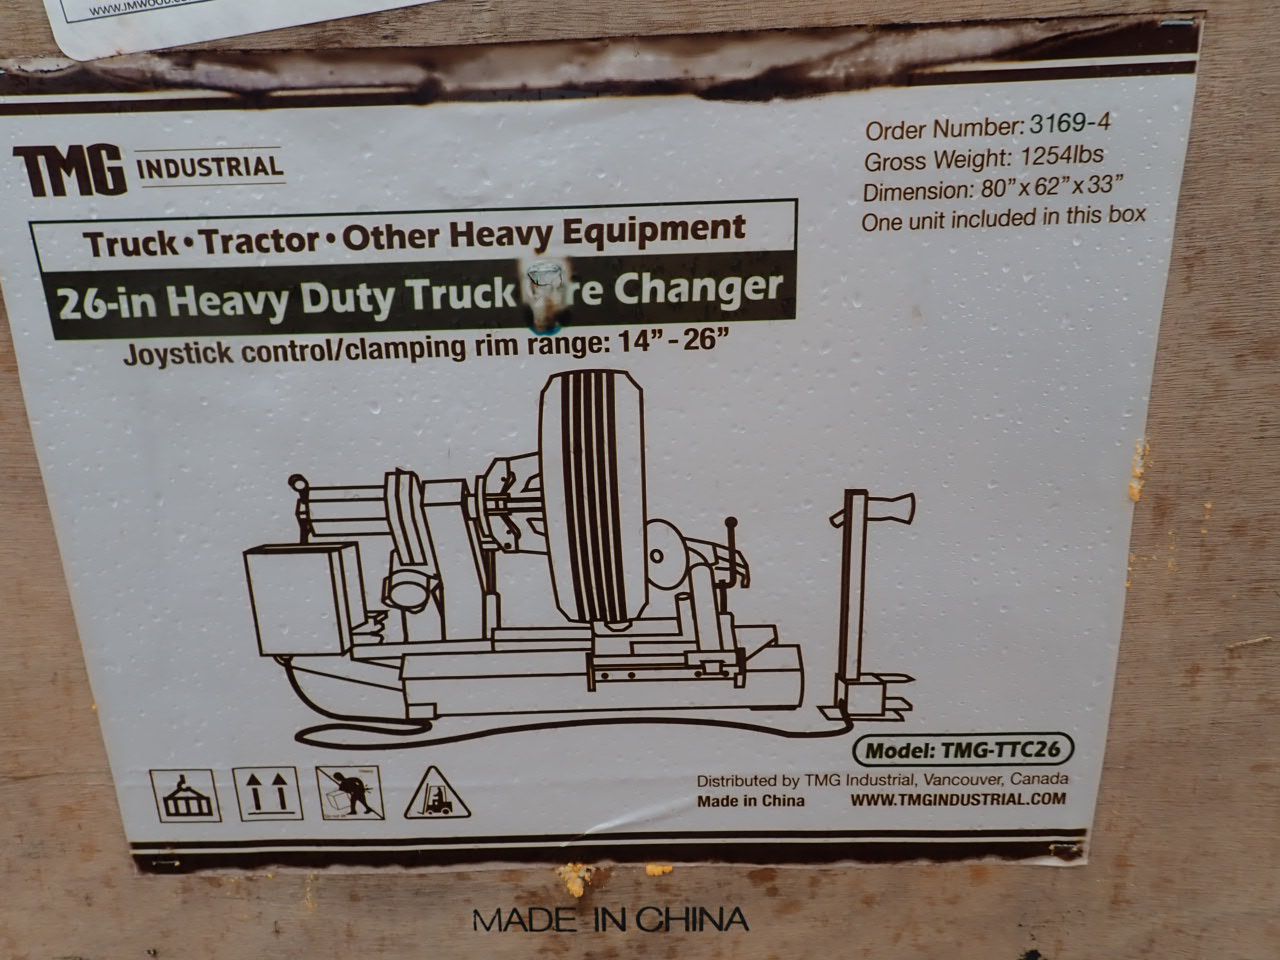 TMG INDUSTRIAL
Order Number: 3169-4
Gross Weight: 1254lbs
Dimension: 80”x62”x33”
One unit included in this box
Truck•Tractor•Other Heavy Equipment
26-in Heavy Duty Truck re Changer
Joystick control/clamping rim range: 14”-26”
Model: TMG-TTC26
Distributed by TMG Industrial, Vancouver, Canada
Made in China WWW.TMGINDUSTRIAL.COM
MADE IN CHINA